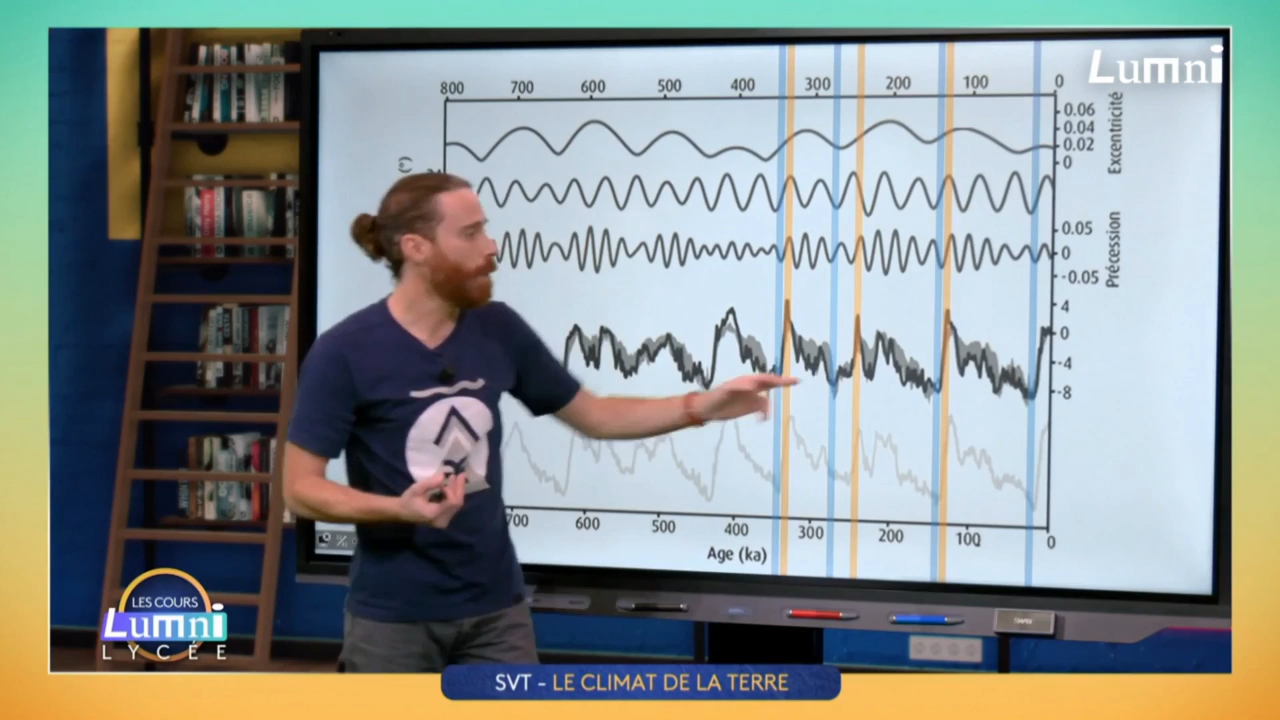 Lumni
800 700 600 500 400 300 200 100 0
0.06
0.04
0.02
0
Excentricité
(°)
0.05
0
-0.05
Précession
4
0
-4
-8
700 600 500 400 300 200 100 0
Age (ka)
LES COURS
Lumni
LYCÉE
SVT - LE CLIMAT DE LA TERRE